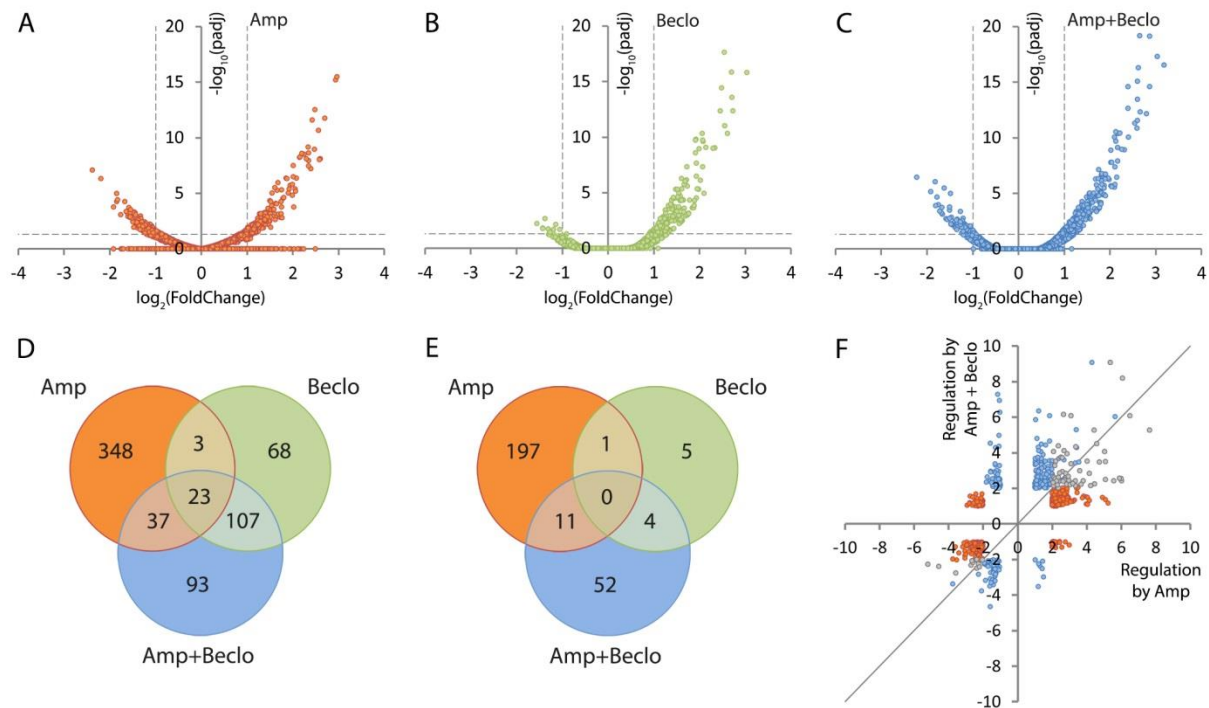 A
20
Amp
-log10(padj)
15
10
5
0
-4 -3 -2 -1 0 1 2 3 4
log2(FoldChange)
B
20
Beclo
-log10(padj)
15
10
5
0
-4 -3 -2 -1 0 1 2 3 4
log2(FoldChange)
C
20
Amp+Beclo
-log10(padj)
15
10
5
0
-4 -3 -2 -1 0 1 2 3 4
log2(FoldChange)
D
Amp
Beclo
348 3 68
23
37 107
93
Amp+Beclo
E
Amp
Beclo
197 1 5
0
11 4
52
Amp+Beclo
F
10
Regulation by
Amp + Beclo
8
6
4
2
0
-10 -8 -6 -4 -2 0 2 4 6 8 10
Regulation
by Amp
-2
-4
-6
-8
-10